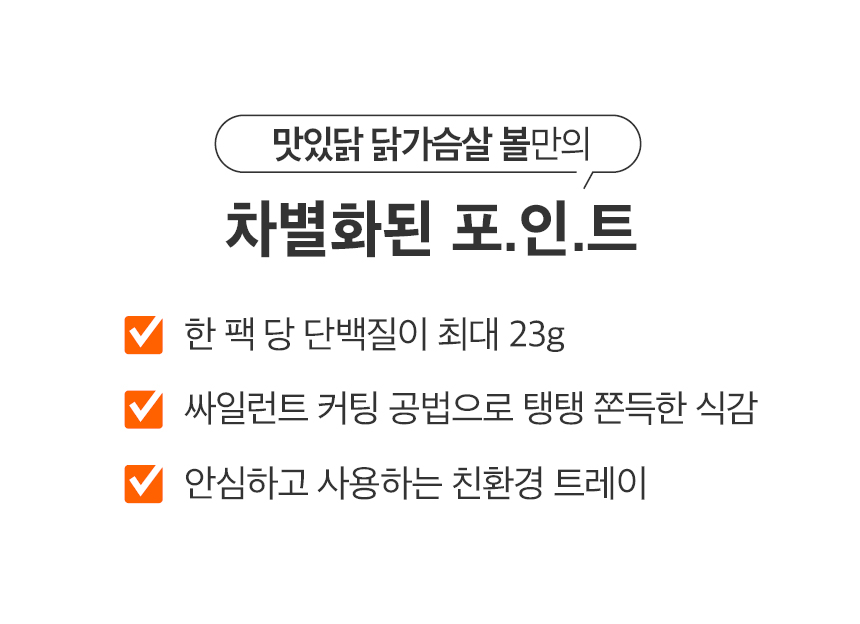 맛있닭 닭가슴살 볼만의
차별화된 포.인.트
한 팩 당 단백질이 최대 23g
싸일런트 커팅 공법으로 탱탱 쫀득한 식감
안심하고 사용하는 친환경 트레이